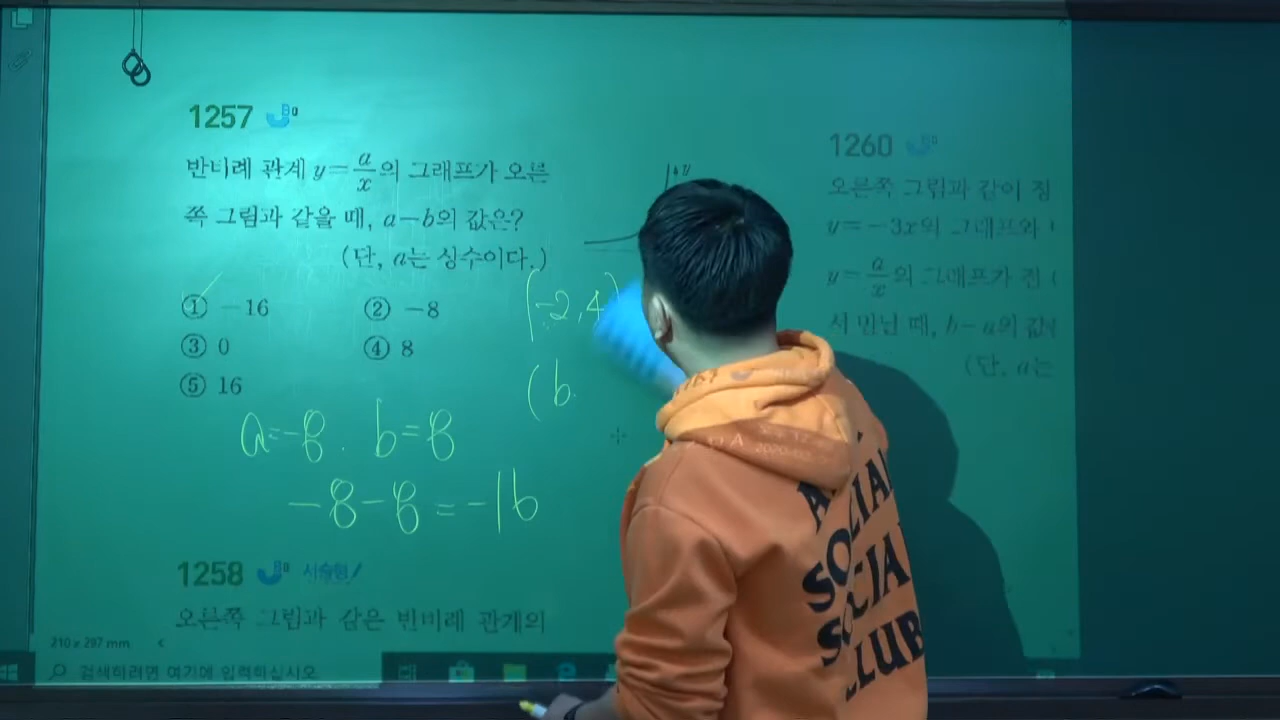 1257
반비례 관계 y=a/x의 그래프가 오른
쪽 그림과 같을 때, a-b의 값은?
(단, a는 상수이다.)
① -16 ② -8
③ 0 ④ 8
⑤ 16
(-2,4)
(b.
a=-8. b=8
-8-8=-16
1258 서술형
오른쪽 그림과 같은 반비례 관계의
y
1260
오른쪽 그림과 같이 정
y=-3x의 그래프와
y=a/x의 그래프가 점
서 만날 때, b-a의 값
(단, a는
SOCIAL
SOCIAL
CLUB
210 x 297 mm
검색하려면 여기에 입력하십시오.